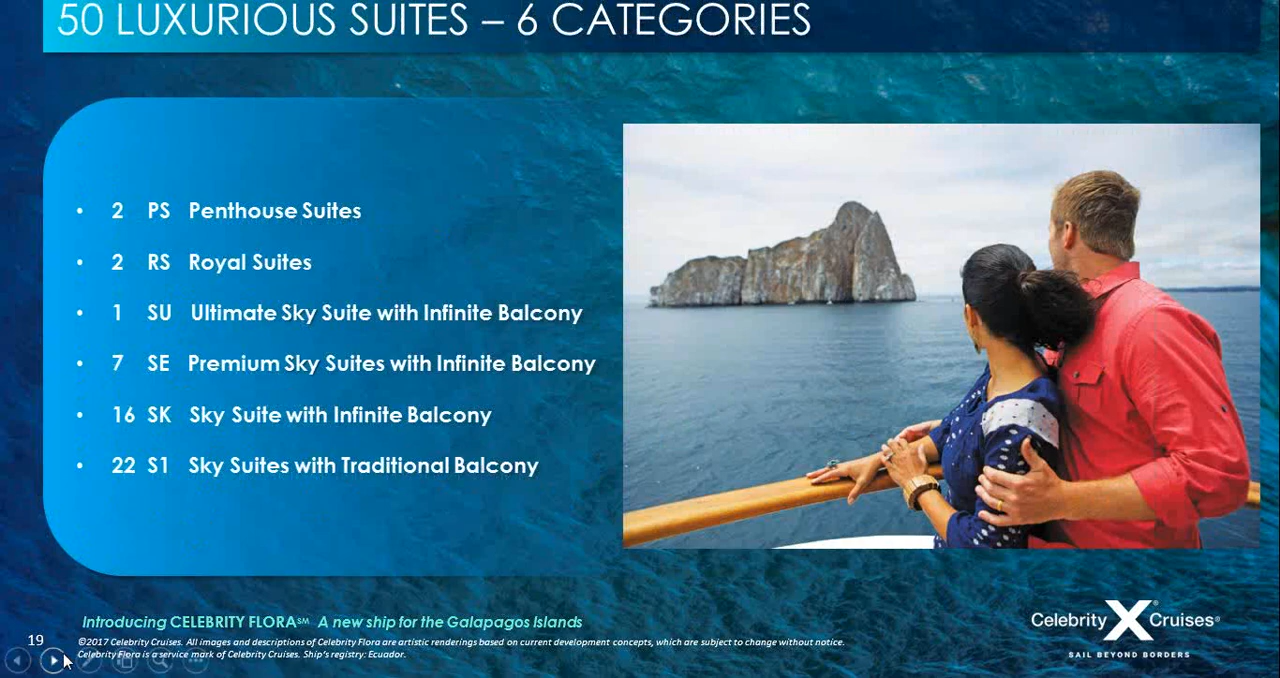 50 LUXURIOUS SUITES – 6 CATEGORIES
• 2 PS Penthouse Suites
• 2 RS Royal Suites
• 1 SU Ultimate Sky Suite with Infinite Balcony
• 7 SE Premium Sky Suites with Infinite Balcony
• 16 SK Sky Suite with Infinite Balcony
• 22 S1 Sky Suites with Traditional Balcony
Introducing CELEBRITY FLORA℠ A new ship for the Galapagos Islands
19
©2017 Celebrity Cruises. All images and descriptions of Celebrity Flora are artistic renderings based on current development concepts, which are subject to change without notice.
Celebrity Flora is a service mark of Celebrity Cruises. Ship's registry: Ecuador.
Celebrity X® Cruises®
SAIL BEYOND BORDERS